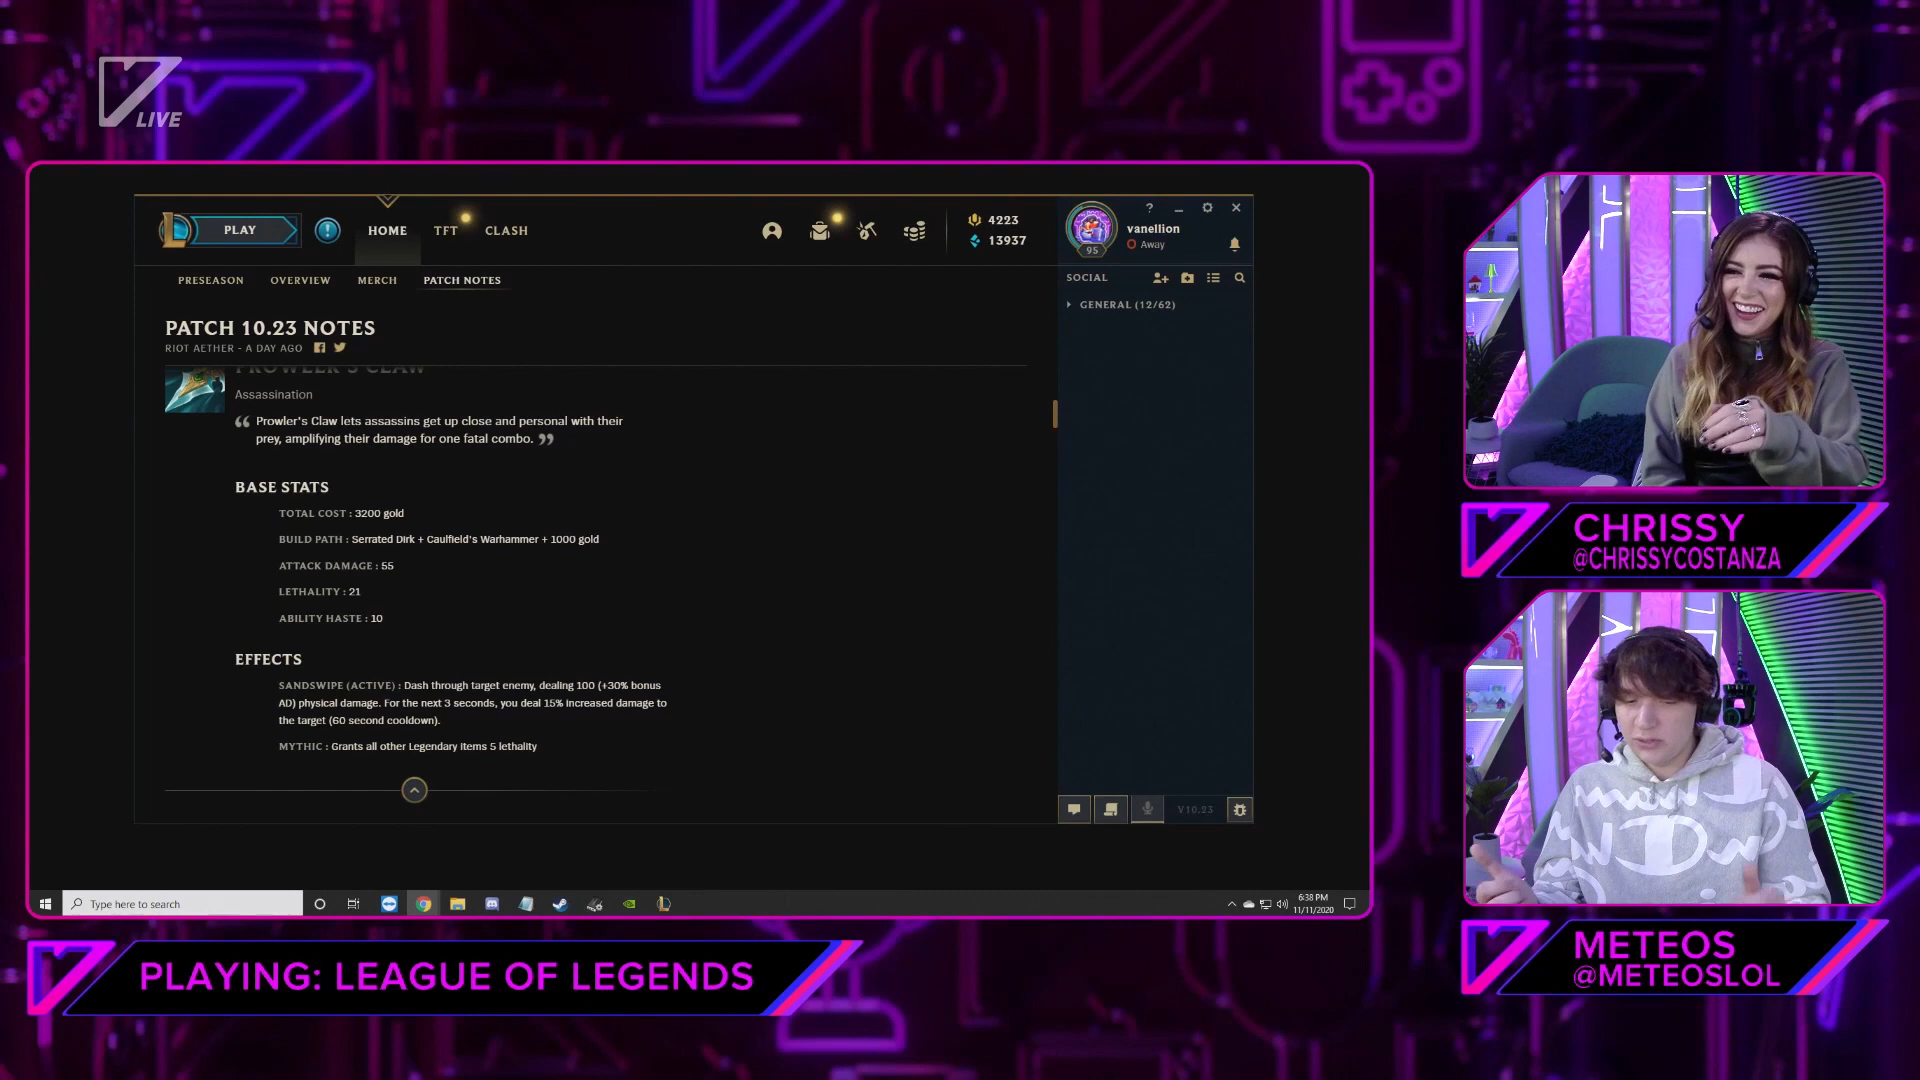 LIVE
PLAY
HOME
TFT
CLASH
4223
13937
95
vanellion
Away
?
PRESEASON
OVERVIEW
MERCH
PATCH NOTES
SOCIAL
GENERAL (12/62)
PATCH 10.23 NOTES
RIOT AETHER - A DAY AGO
PROWLER'S CLAW
Assassination
“ Prowler's Claw lets assassins get up close and personal with their
prey, amplifying their damage for one fatal combo. ”
BASE STATS
TOTAL COST : 3200 gold
BUILD PATH : Serrated Dirk + Caulfield's Warhammer + 1000 gold
ATTACK DAMAGE : 55
LETHALITY : 21
ABILITY HASTE : 10
EFFECTS
SANDSWIPE (ACTIVE) : Dash through target enemy, dealing 100 (+30% bonus
AD) physical damage. For the next 3 seconds, you deal 15% increased damage to
the target (60 second cooldown).
MYTHIC : Grants all other Legendary items 5 lethality
V10.23
Type here to search
6:38 PM
11/11/2020
PLAYING: LEAGUE OF LEGENDS
CHRISSY
@CHRISSYCOSTANZA
METEOS
@METEOSLOL